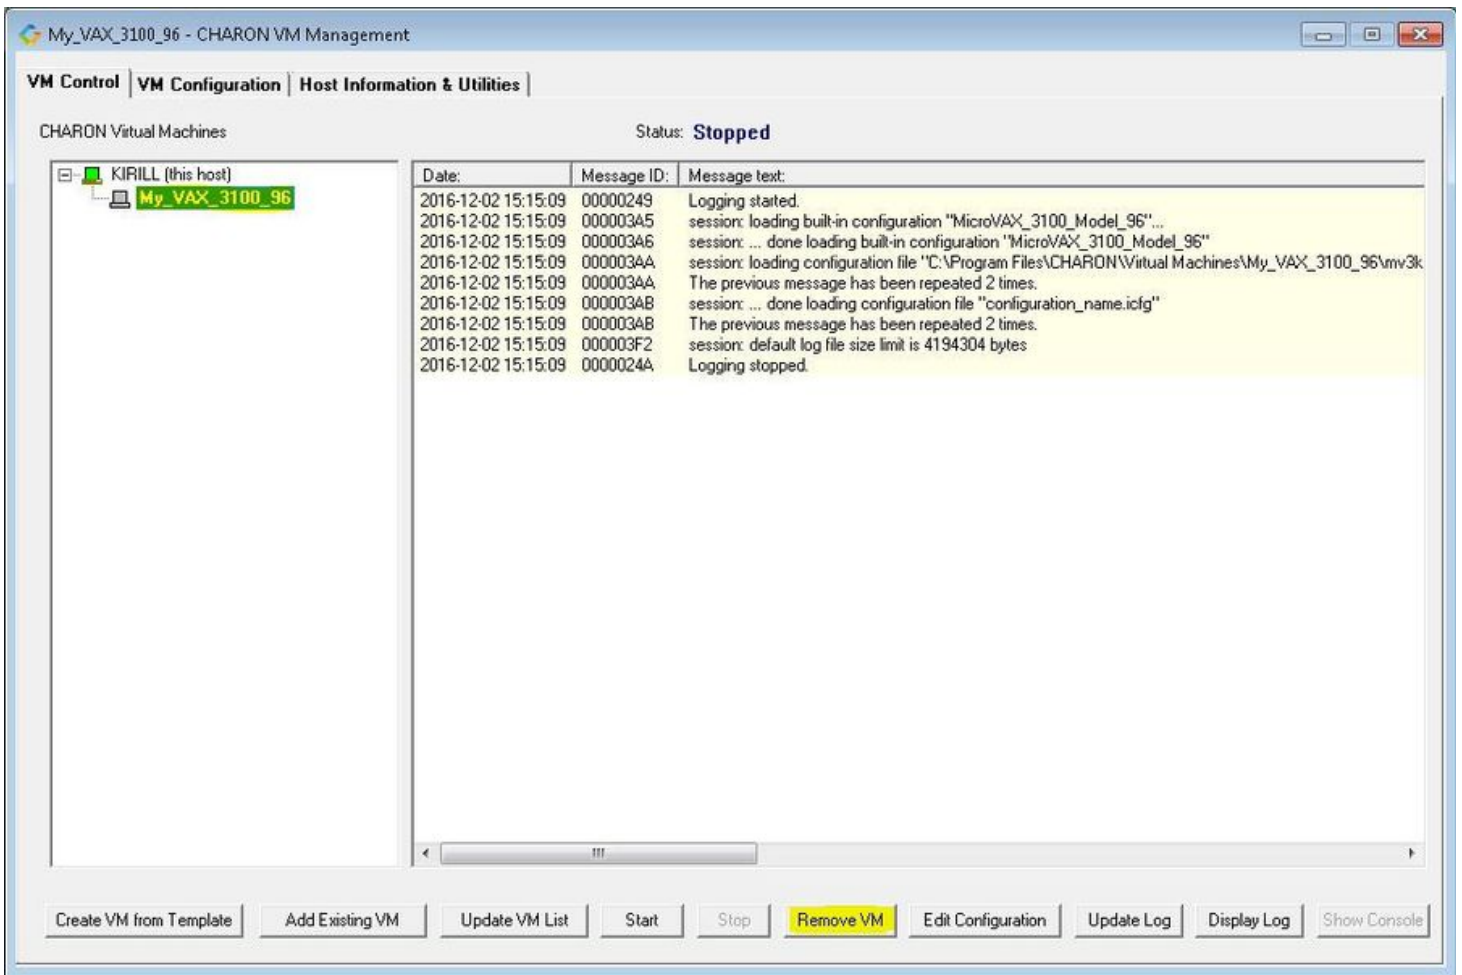 My_VAX_3100_96 - CHARON VM Management
VM Control VM Configuration Host Information & Utilities
CHARON Virtual Machines Status: Stopped
KIRILL (this host)
My_VAX_3100_96
Date: Message ID: Message text:
2016-12-02 15:15:09 00000249 Logging started.
2016-12-02 15:15:09 000003A5 session: loading built-in configuration "MicroVAX_3100_Model_96"...
2016-12-02 15:15:09 000003A6 session: ... done loading built-in configuration "MicroVAX_3100_Model_96"
2016-12-02 15:15:09 000003AA session: loading configuration file "C:\Program Files\CHARON\Virtual Machines\My_VAX_3100_96\mv3k
2016-12-02 15:15:09 000003AA The previous message has been repeated 2 times.
2016-12-02 15:15:09 000003AB session: ... done loading configuration file "configuration_name.icfg"
2016-12-02 15:15:09 000003AB The previous message has been repeated 2 times.
2016-12-02 15:15:09 000003F2 session: default log file size limit is 4194304 bytes
2016-12-02 15:15:09 0000024A Logging stopped.
Create VM from Template Add Existing VM Update VM List Start Stop Remove VM Edit Configuration Update Log Display Log Show Console